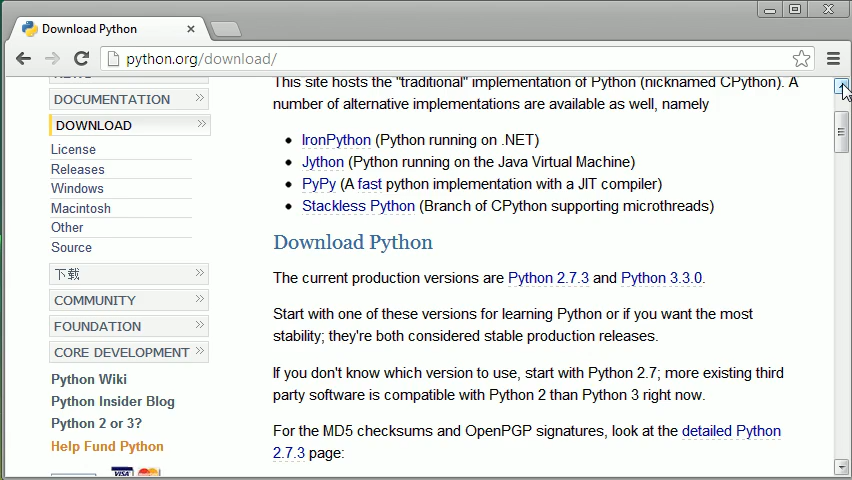 Download Python
python.org/download/
DOCUMENTATION
DOWNLOAD
License
Releases
Windows
Macintosh
Other
Source
下载
COMMUNITY
FOUNDATION
CORE DEVELOPMENT
Python Wiki
Python Insider Blog
Python 2 or 3?
Help Fund Python
VISA
This site hosts the "traditional" implementation of Python (nicknamed CPython). A
number of alternative implementations are available as well, namely
IronPython (Python running on .NET)
Jython (Python running on the Java Virtual Machine)
PyPy (A fast python implementation with a JIT compiler)
Stackless Python (Branch of CPython supporting microthreads)
Download Python
The current production versions are Python 2.7.3 and Python 3.3.0.
Start with one of these versions for learning Python or if you want the most
stability; they're both considered stable production releases.
If you don't know which version to use, start with Python 2.7; more existing third
party software is compatible with Python 2 than Python 3 right now.
For the MD5 checksums and OpenPGP signatures, look at the detailed Python
2.7.3 page: